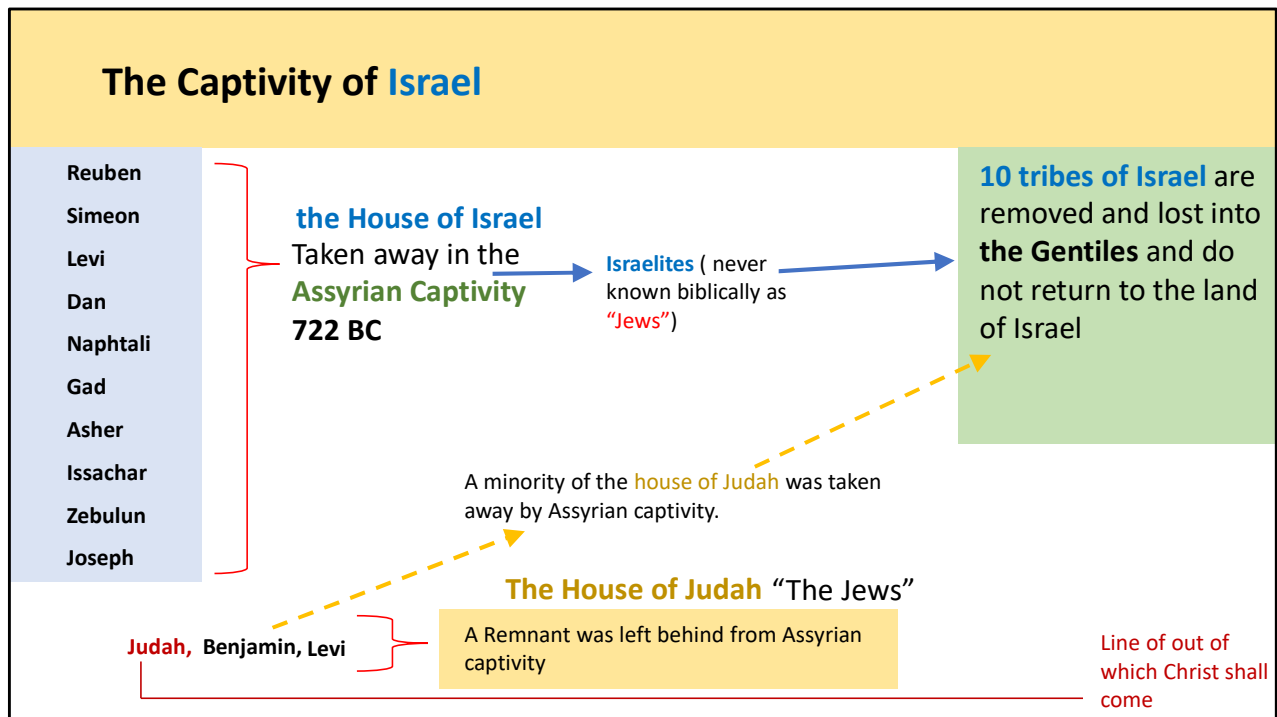 The Captivity of Israel
Reuben
Simeon
Levi
Dan
Naphtali
Gad
Asher
Issachar
Zebulun
Joseph
the House of Israel
Taken away in the
Assyrian Captivity
722 BC
Israelites ( never
known biblically as
“Jews”)
10 tribes of Israel are
removed and lost into
the Gentiles and do
not return to the land
of Israel
A minority of the house of Judah was taken
away by Assyrian captivity.
The House of Judah “The Jews”
Judah, Benjamin, Levi
A Remnant was left behind from Assyrian
captivity
Line of out of
which Christ shall
come